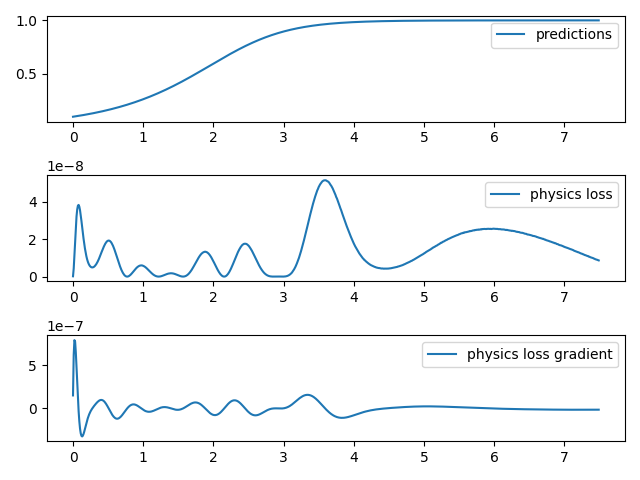 1.0
0.5
predictions
0 1 2 3 4 5 6 7
1e−8
4
2
0
physics loss
0 1 2 3 4 5 6 7
1e−7
5
0
physics loss gradient
0 1 2 3 4 5 6 7